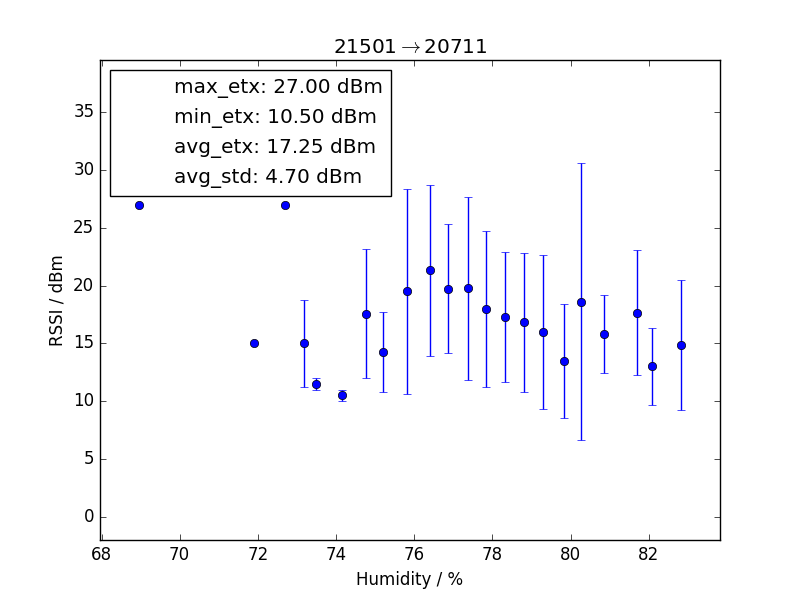 21501→20711
max_etx: 27.00 dBm
min_etx: 10.50 dBm
avg_etx: 17.25 dBm
avg_std: 4.70 dBm
RSSI / dBm
35
30
25
20
15
10
5
0
68 70 72 74 76 78 80 82
Humidity / %